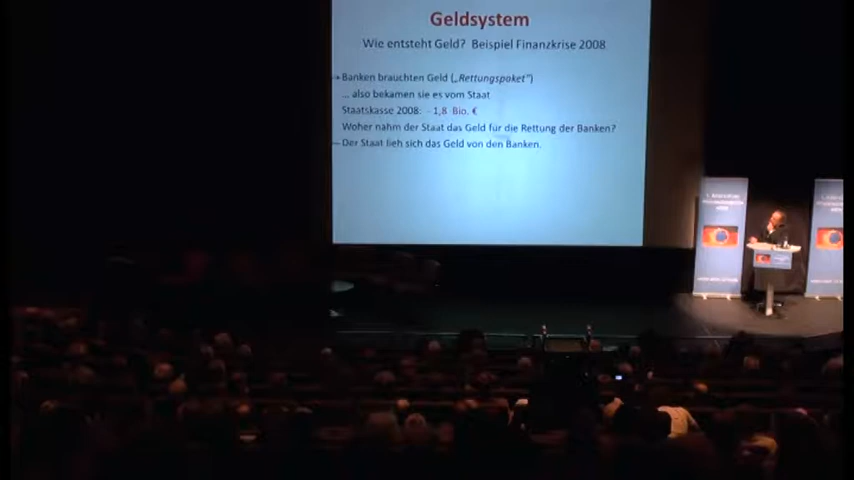 Geldsystem
Wie entsteht Geld? Beispiel Finanzkrise 2008
Banken brauchten Geld („Rettungspaket")
... also bekamen sie es vom Staat
Staatskasse 2008: - 1,8 Bio. €
Woher nahm der Staat das Geld für die Rettung der Banken?
Der Staat lieh sich das Geld von den Banken.